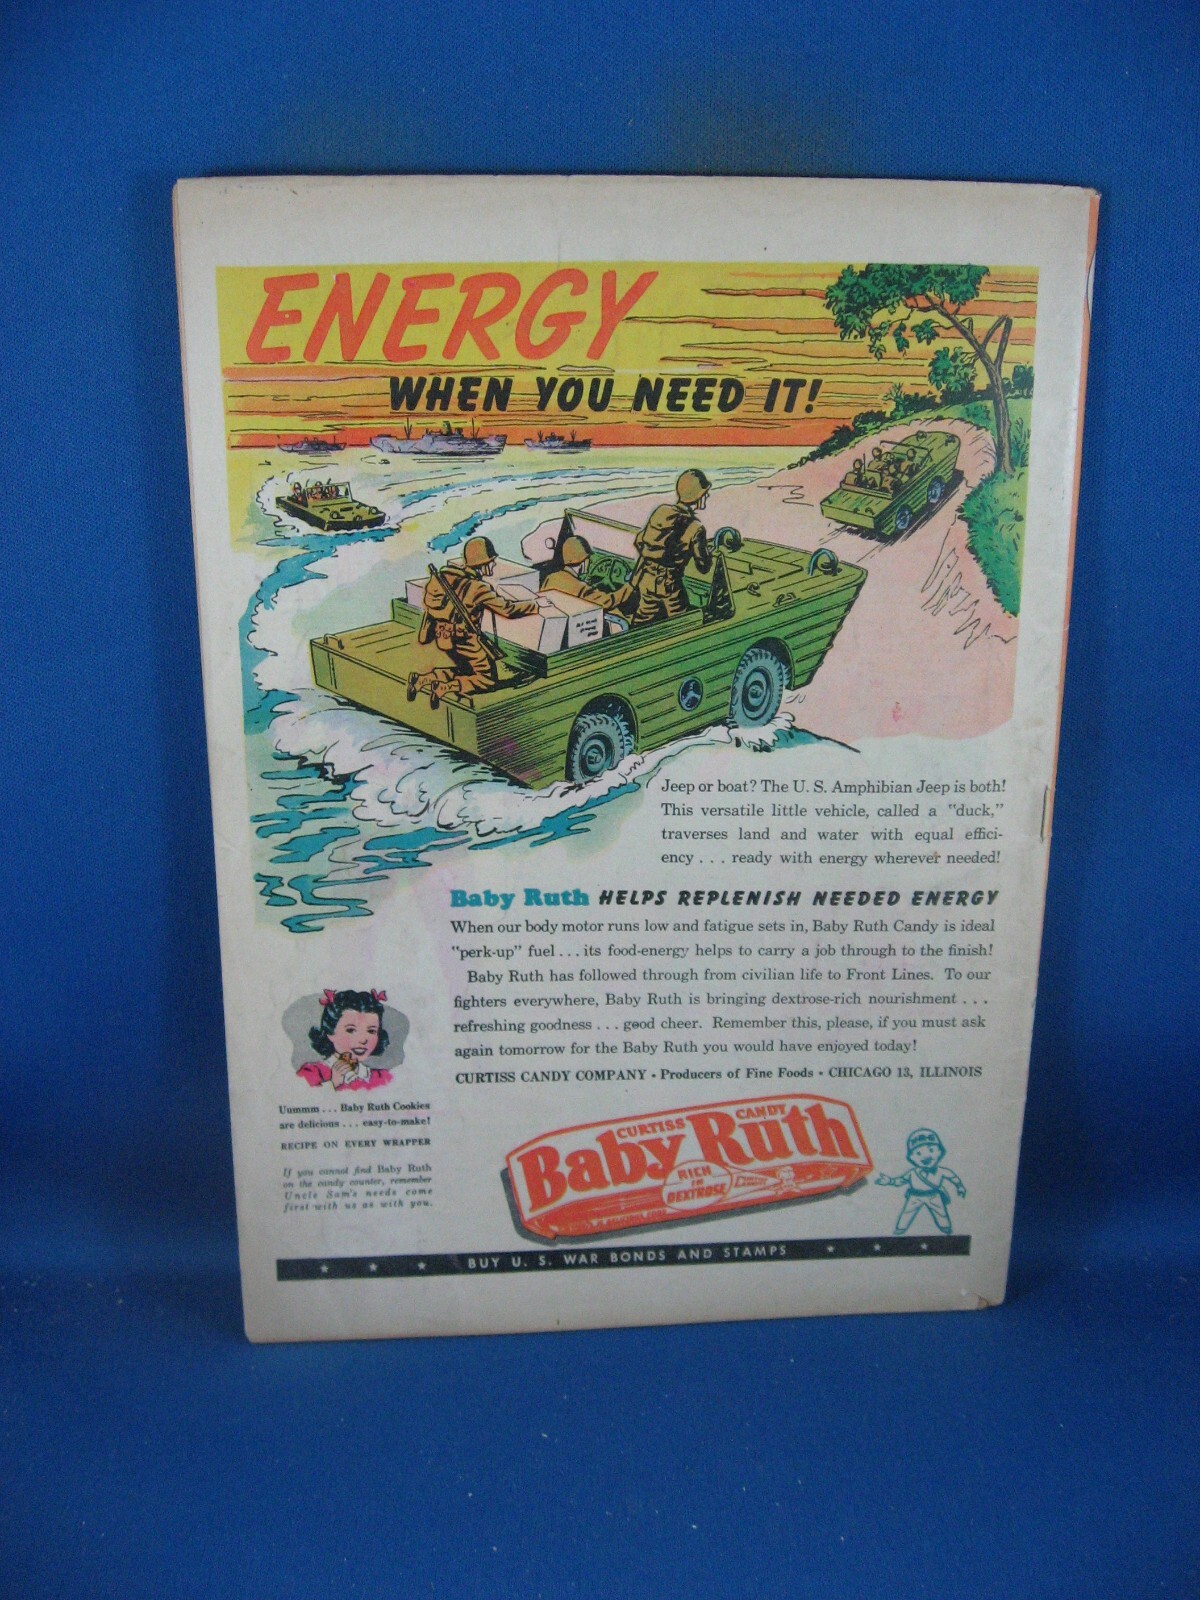 ENERGY
WHEN YOU NEED IT!
Jeep or boat? The U. S. Amphibian Jeep is both!
This versatile little vehicle, called a "duck,"
traverses land and water with equal effici-
ency . . . ready with energy wherever needed!
Baby Ruth HELPS REPLENISH NEEDED ENERGY
When our body motor runs low and fatigue sets in, Baby Ruth Candy is ideal
"perk-up" fuel . . . its food-energy helps to carry a job through to the finish!
Baby Ruth has followed through from civilian life to Front Lines. To our
fighters everywhere, Baby Ruth is bringing dextrose-rich nourishment . . .
refreshing goodness . . . good cheer. Remember this, please, if you must ask
again tomorrow for the Baby Ruth you would have enjoyed today!
CURTISS CANDY COMPANY • Producers of Fine Foods • CHICAGO 13, ILLINOIS
Uummm . . . Baby Ruth Cookies
are delicious . . . easy-to-make!
RECIPE ON EVERY WRAPPER
If you cannot find Baby Ruth
on the candy counter, remember
Uncle Sam's needs come
first with us as with you.
CURTISS CANDY
Baby Ruth
RICH
IN
DEXTROSE
BUY U. S. WAR BONDS AND STAMPS